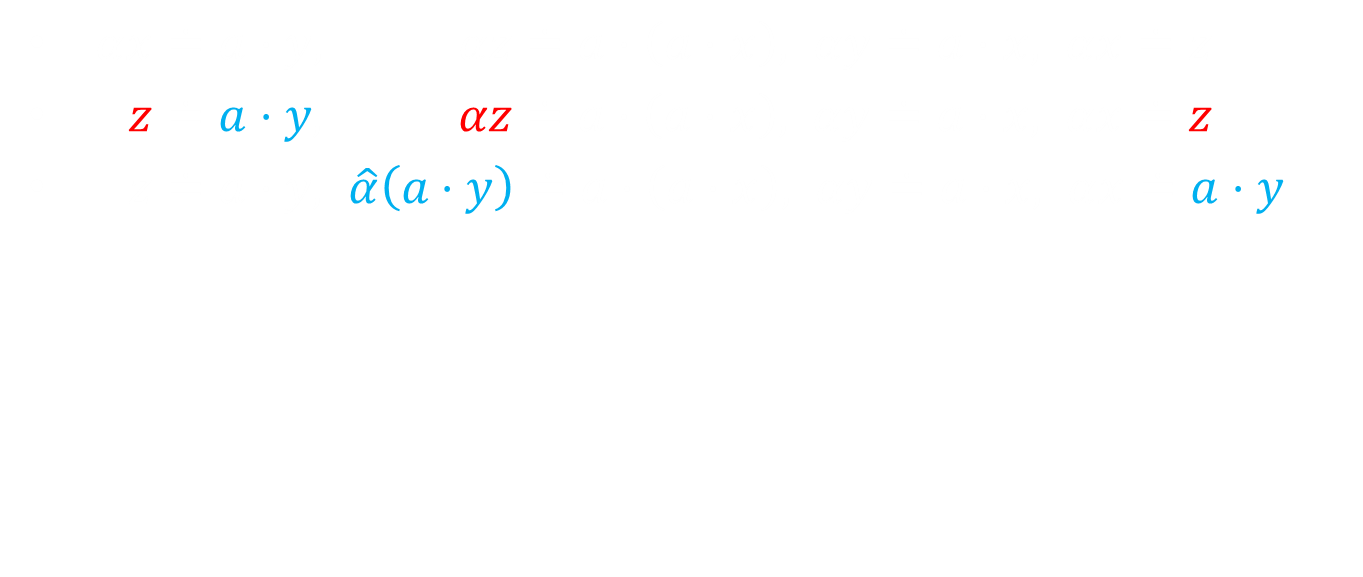 z a · y αz z
α̂(a · y) a · y